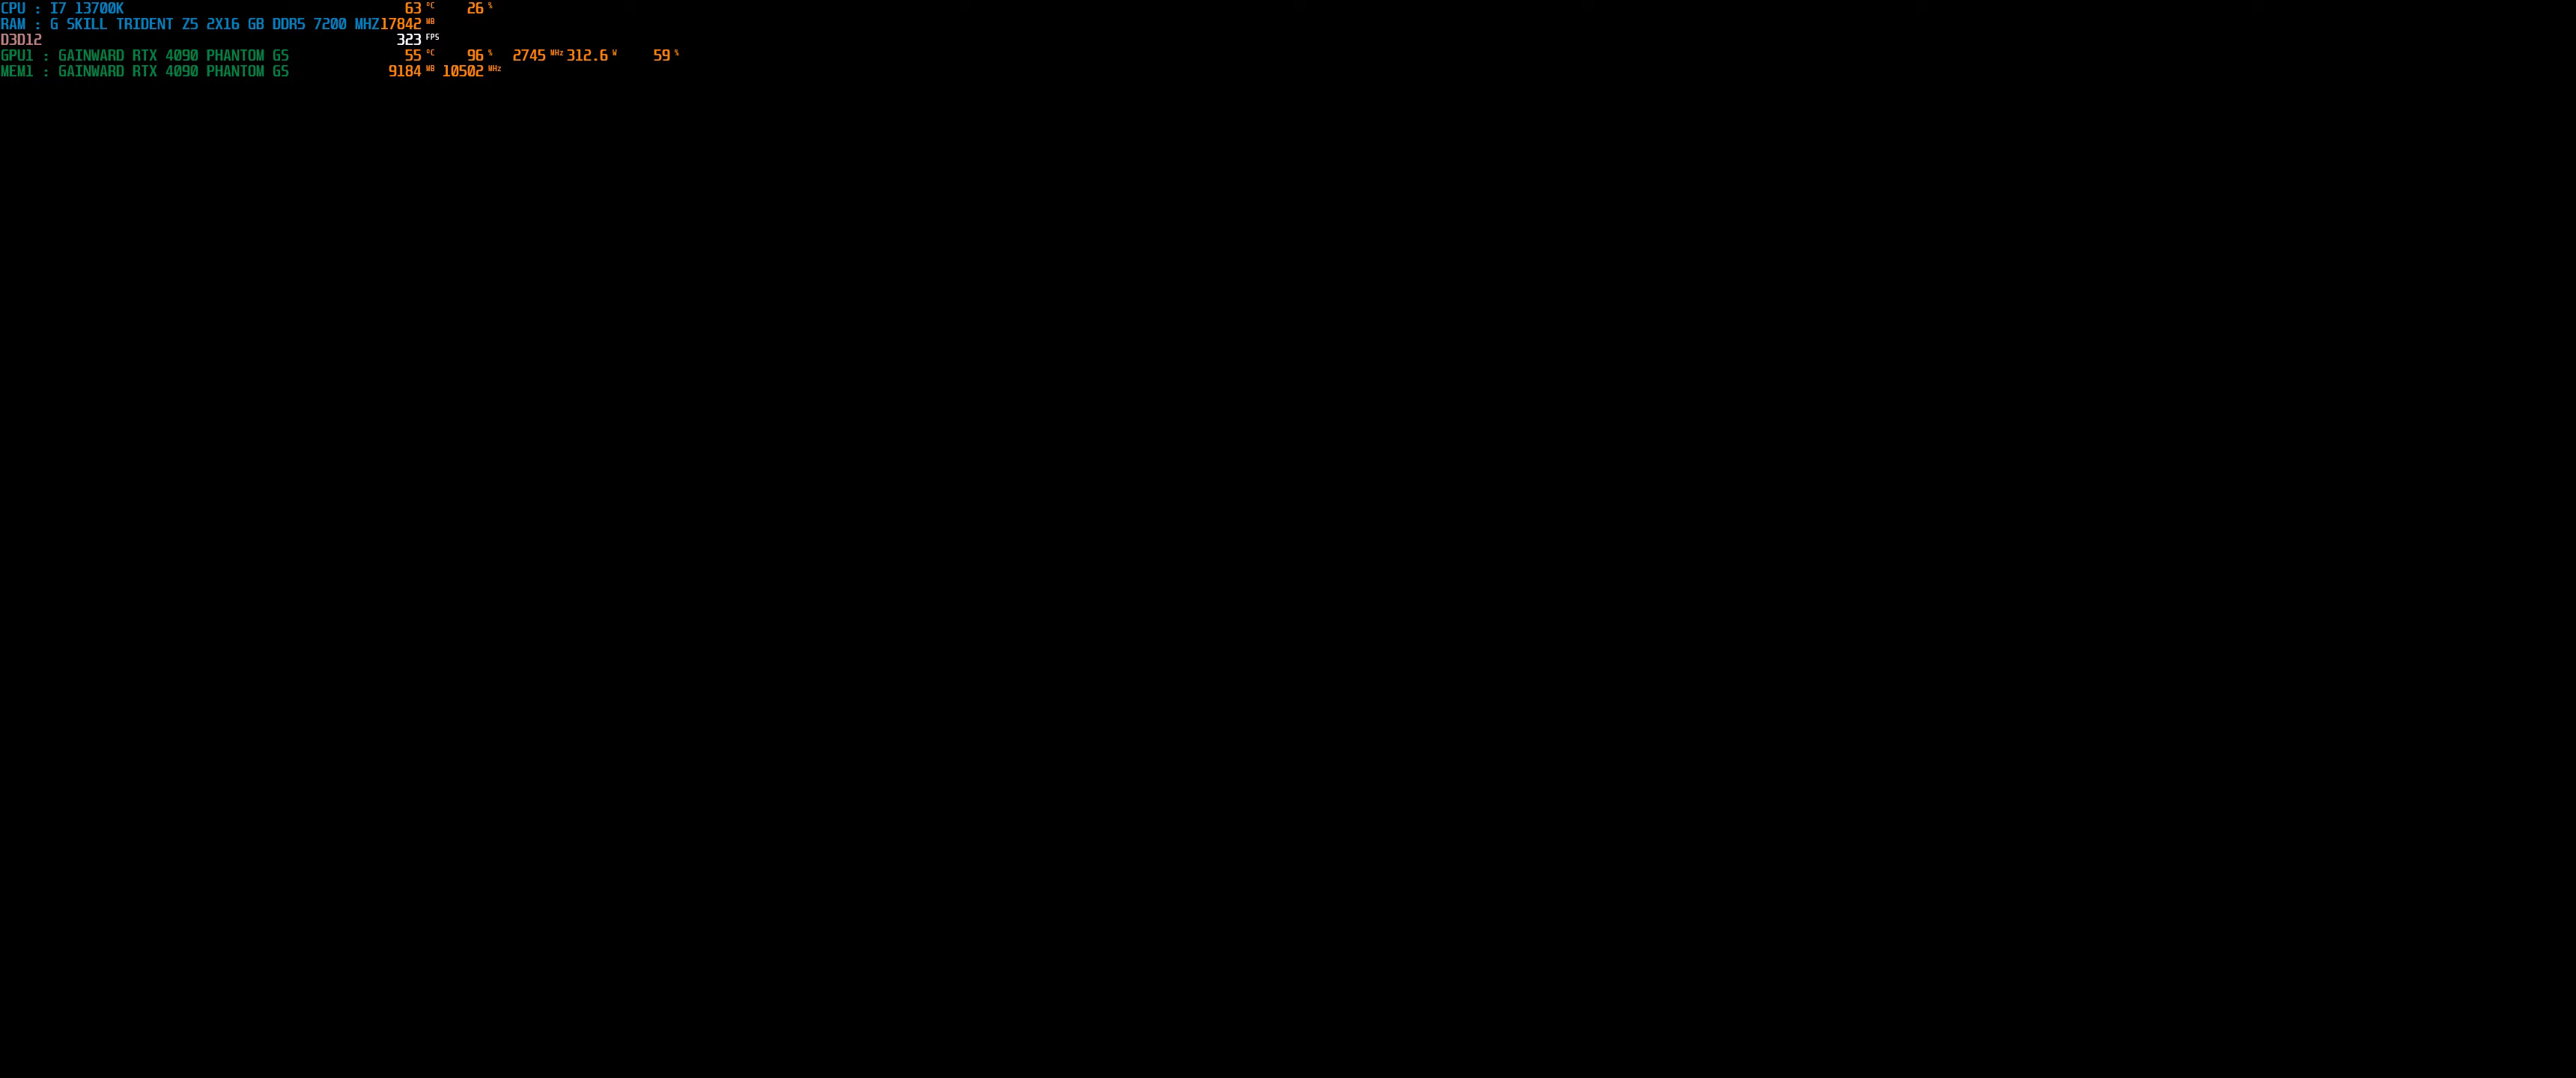 CPU : I7 13700K 63 °C 26 %
RAM : G SKILL TRIDENT Z5 2X16 GB DDR5 7200 MHZ17842 MB
D3D12 323 FPS
GPU1 : GAINWARD RTX 4090 PHANTOM GS 55 °C 96 % 2745 MHz 312.6 W 59 %
MEM1 : GAINWARD RTX 4090 PHANTOM GS 9184 MB 10502 MHz